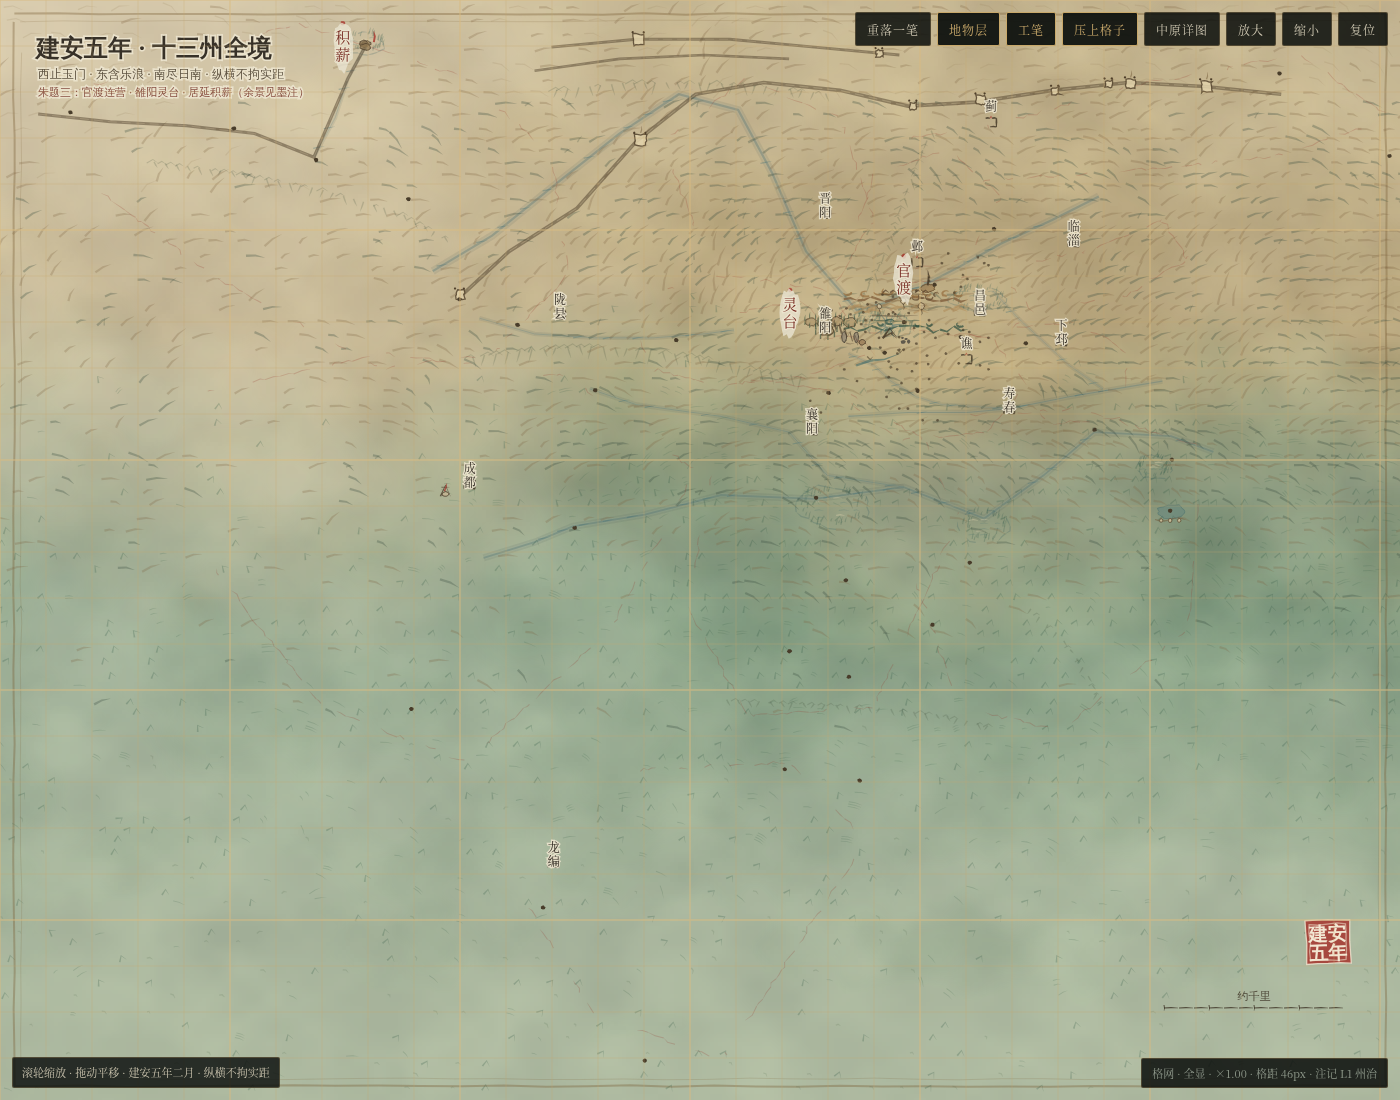 建安五年 · 十三州全境
西止玉门 · 东含乐浪 · 南尽日南 · 纵横不拘实距
朱题三：官渡连营 · 雒阳灵台 · 居延积薪（余景见墨注）
重落一笔
地物层
工笔
压上格子
中原详图
放大
缩小
复位
积薪
蓟
晋阳
临淄
邺
官渡
昌邑
陇县
灵台
雒阳
下邳
谯
寿春
襄阳
成都
龙编
建安五年
约千里
滚轮缩放 · 拖动平移 · 建安五年二月 · 纵横不拘实距
格网 · 全显 · ×1.00 · 格距 46px · 注记 L1 州治